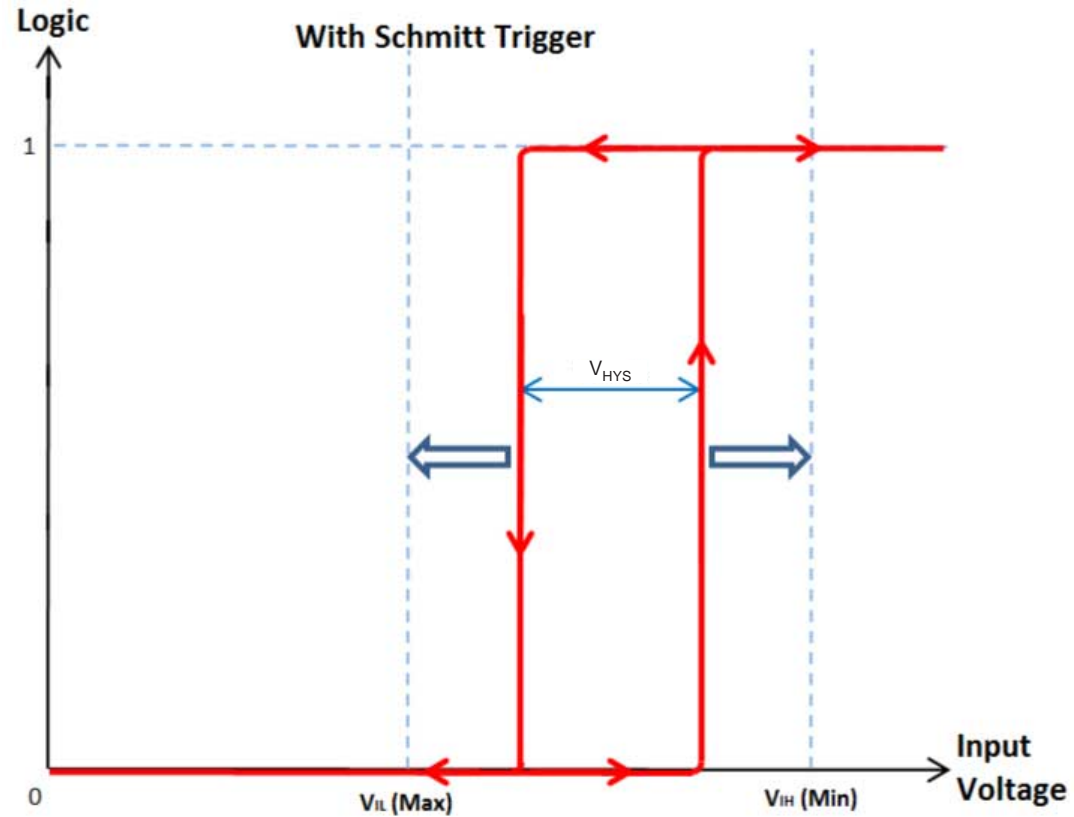 Logic
With Schmitt Trigger
1
VHYS
0
VIL (Max)
VIH (Min)
Input
Voltage